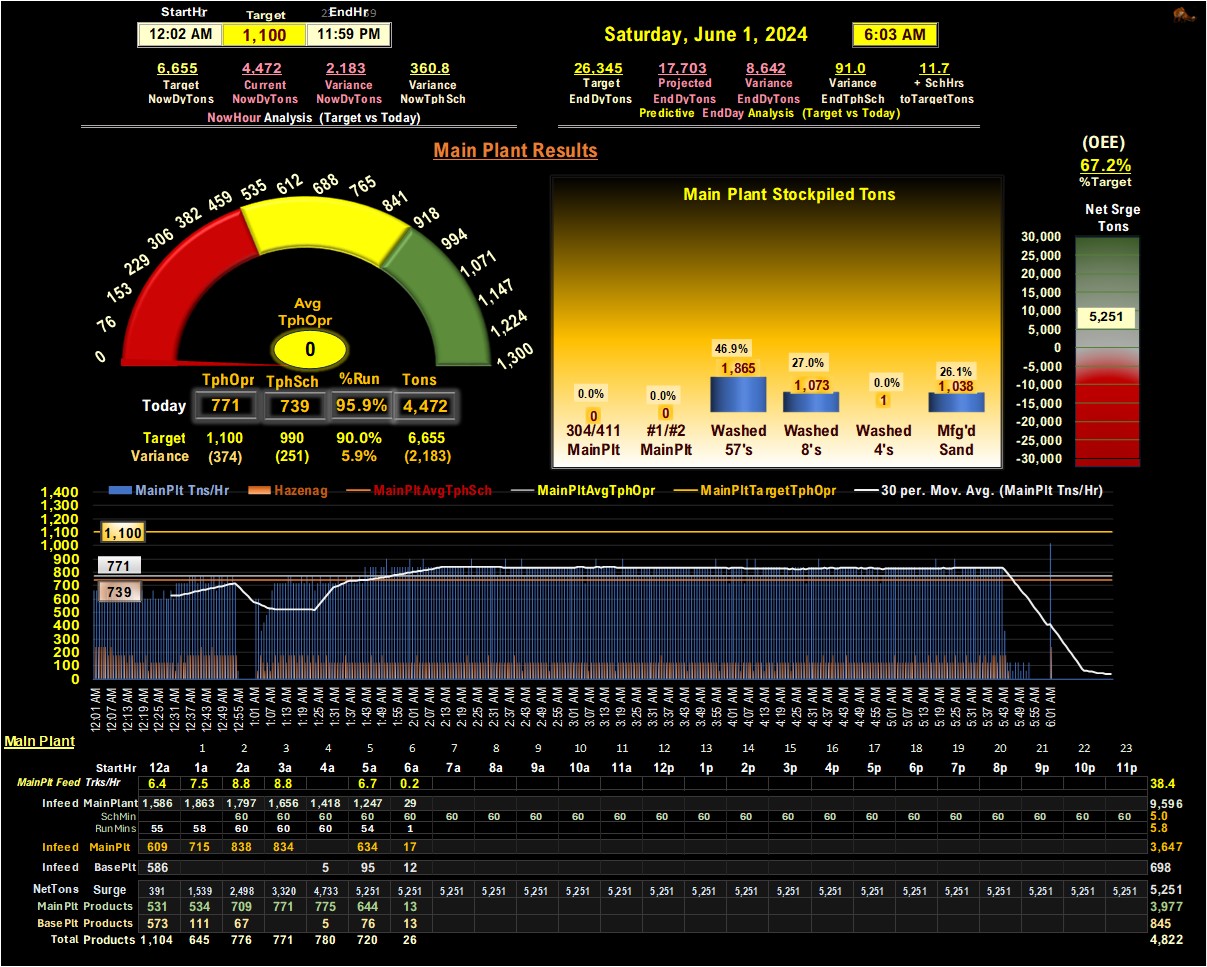 StartHr Target EndHr
12:02 AM 1,100 11:59 PM
Saturday, June 1, 2024 6:03 AM
6,655 4,472 2,183 360.8
Target Current Variance Variance
NowDyTons NowDyTons NowDyTons NowTphSch
NowHour Analysis (Target vs Today)
26,345 17,703 8,642 91.0 11.7
Target Projected Variance Variance + SchHrs
EndDyTons EndDyTons EndDyTons EndTphSch toTargetTons
Predictive EndDay Analysis (Target vs Today)
Main Plant Results
(OEE)
67.2%
%Target
Net Srge
Tons
30,000
25,000
20,000
15,000
10,000
5,251
5,000
0
-5,000
-10,000
-15,000
-20,000
-25,000
-30,000
0 76 153 229 306 382 459 535 612 688 765 841 918 994 1,071 1,147 1,224 1,300
Avg
TphOpr
0
TphOpr TphSch %Run Tons
Today 771 739 95.9% 4,472
Target 1,100 990 90.0% 6,655
Variance (374) (251) 5.9% (2,183)
Main Plant Stockpiled Tons
0.0% 0.0% 46.9% 27.0% 0.0% 26.1%
0 0 1,865 1,073 1 1,038
304/411 #1/#2 Washed Washed Washed Mfg'd
MainPlt MainPlt 57's 8's 4's Sand
MainPlt Tns/Hr Hazenag MainPltAvgTphSch MainPltAvgTphOpr MainPltTargetTphOpr 30 per. Mov. Avg. (MainPlt Tns/Hr)
1,400
1,300
1,200
1,100
1,000
900
800
700
600
500
400
300
200
100
0
1,100
771
739
12:01 AM 12:07 AM 12:13 AM 12:19 AM 12:25 AM 12:31 AM 12:37 AM 12:43 AM 12:49 AM 12:55 AM 1:01 AM 1:07 AM 1:13 AM 1:19 AM 1:25 AM 1:31 AM 1:37 AM 1:43 AM 1:49 AM 1:55 AM 2:01 AM 2:07 AM 2:13 AM 2:19 AM 2:25 AM 2:31 AM 2:37 AM 2:43 AM 2:49 AM 2:55 AM 3:01 AM 3:07 AM 3:13 AM 3:19 AM 3:25 AM 3:31 AM 3:37 AM 3:43 AM 3:49 AM 3:55 AM 4:01 AM 4:07 AM 4:13 AM 4:19 AM 4:25 AM 4:31 AM 4:37 AM 4:43 AM 4:49 AM 4:55 AM 5:01 AM 5:07 AM 5:13 AM 5:19 AM 5:25 AM 5:31 AM 5:37 AM 5:43 AM 5:49 AM 5:55 AM 6:01 AM
Main Plant
1 2 3 4 5 6 7 8 9 10 11 12 13 14 15 16 17 18 19 20 21 22 23
StartHr 12a 1a 2a 3a 4a 5a 6a 7a 8a 9a 10a 11a 12p 1p 2p 3p 4p 5p 6p 7p 8p 9p 10p 11p
MainPlt Feed Trks/Hr 6.4 7.5 8.8 8.8 6.7 0.2 38.4
Infeed MainPlant 1,586 1,863 1,797 1,656 1,418 1,247 29 9,596
SchMin 60 60 60 60 60 60 60 60 60 60 60 60 60 60 60 60 60 60 60 60 60 60 5.0
RunMins 55 58 60 60 60 54 1 5.8
Infeed MainPlt 609 715 838 834 634 17 3,647
Infeed BasePlt 586 5 95 12 698
NetTons Surge 391 1,539 2,498 3,320 4,733 5,251 5,251 5,251 5,251 5,251 5,251 5,251 5,251 5,251 5,251 5,251 5,251 5,251 5,251 5,251 5,251 5,251 5,251 5,251 5,251
MainPlt Products 531 534 709 771 775 644 13 3,977
BasePlt Products 573 111 67 5 76 13 845
Total Products 1,104 645 776 771 780 720 26 4,822